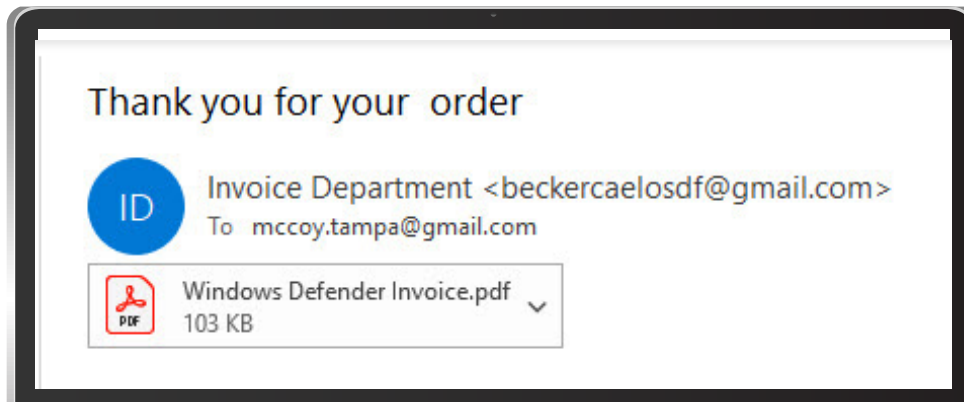 Thank you for your order
ID
Invoice Department <beckercaelosdf@gmail.com>
To mccoy.tampa@gmail.com
PDF
Windows Defender Invoice.pdf
103 KB